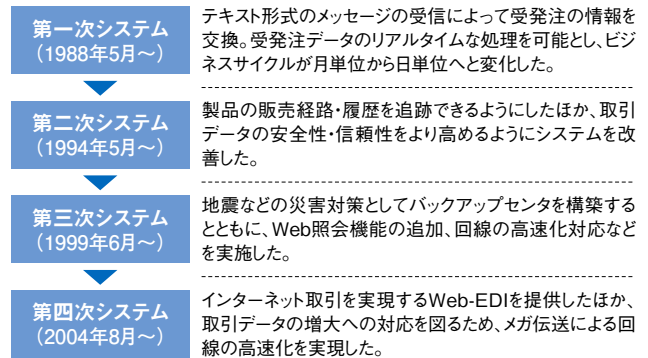 第一次システム
（1988年5月～）
テキスト形式のメッセージの受信によって受発注の情報を
交換。受発注データのリアルタイムな処理を可能とし、ビジ
ネスサイクルが月単位から日単位へと変化した。
第二次システム
（1994年5月～）
製品の販売経路・履歴を追跡できるようにしたほか、取引
データの安全性・信頼性をより高めるようにシステムを改
善した。
第三次システム
（1999年6月～）
地震などの災害対策としてバックアップセンタを構築する
とともに、Web照会機能の追加、回線の高速化対応など
を実施した。
第四次システム
（2004年8月～）
インターネット取引を実現するWeb-EDIを提供したほか、
取引データの増大への対応を図るため、メガ伝送による回
線の高速化を実現した。